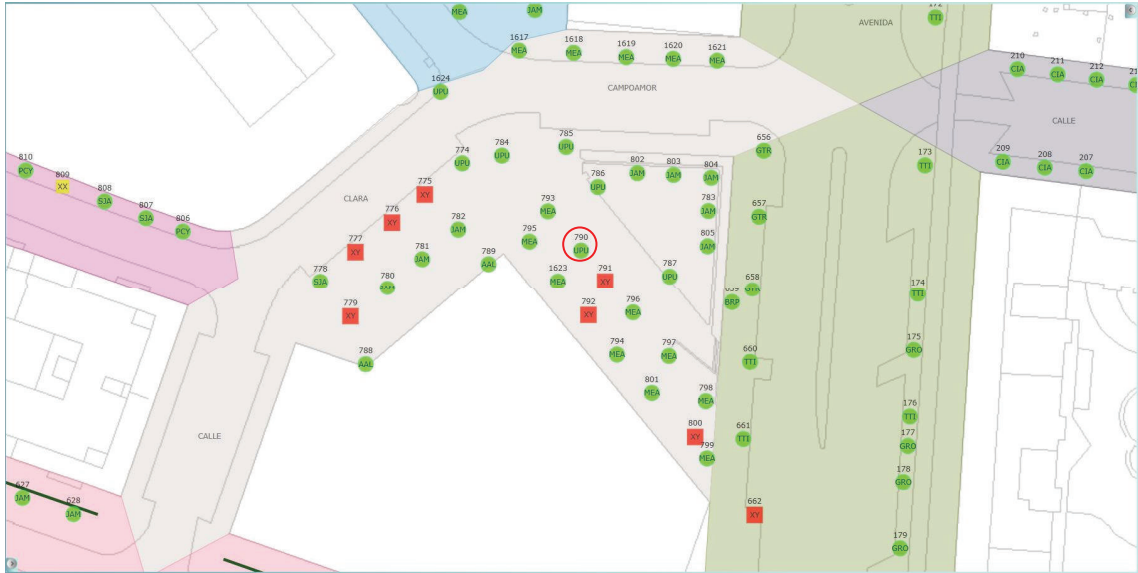 MEA
JAM
171
TTI
AVENIDA
1617
MEA
1618
MEA
1619
MEA
1620
MEA
1621
MEA
1624
UPU
CAMPOAMOR
210
CIA
211
CIA
212
CIA
CALLE
209
CIA
208
CIA
207
CIA
810
PCY
809
XX
808
SJA
807
SJA
806
PCY
774
UPU
784
UPU
785
UPU
656
GTR
173
TTI
775
XY
786
UPU
802
JAM
803
JAM
804
JAM
CLARA
776
XY
793
MEA
783
JAM
657
GTR
777
XY
782
JAM
795
MEA
790
UPU
805
JAM
778
SJA
781
JAM
789
AAL
1623
MEA
791
XY
787
UPU
658
GTR
659
BRP
174
TTI
780
779
XY
792
XY
796
MEA
788
AAL
794
MEA
797
MEA
660
TTI
175
GRO
801
MEA
798
MEA
176
TTI
CALLE
800
XY
799
MEA
661
TTI
177
GRO
178
GRO
627
JAM
628
JAM
662
XY
179
GRO